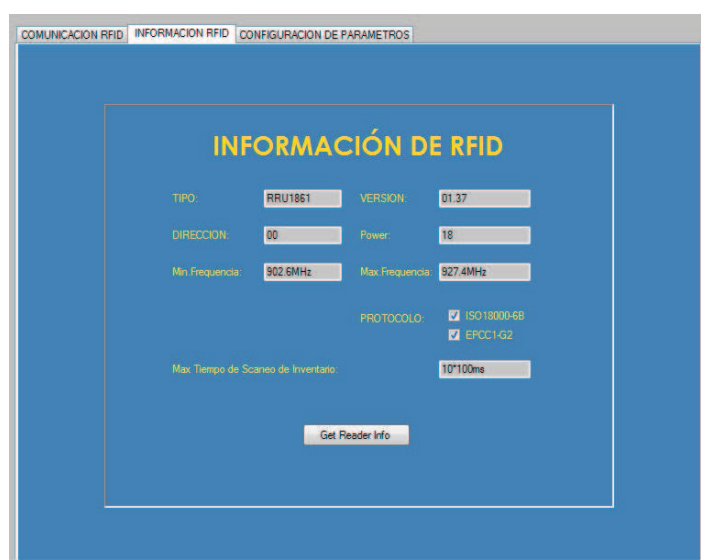 COMUNICACION RFID INFORMACION RFID CONFIGURACION DE PARAMETROS
INFORMACIÓN DE RFID
TIPO: RRU1861 VERSION: 01.37
DIRECCION: 00 Power: 18
Min.Frequencia: 902.6MHz Max.Frequencia: 927.4MHz
PROTOCOLO: ISO18000-6B
EPCC1-G2
Max Tiempo de Scaneo de Inventario: 10*100ms
Get Reader Info